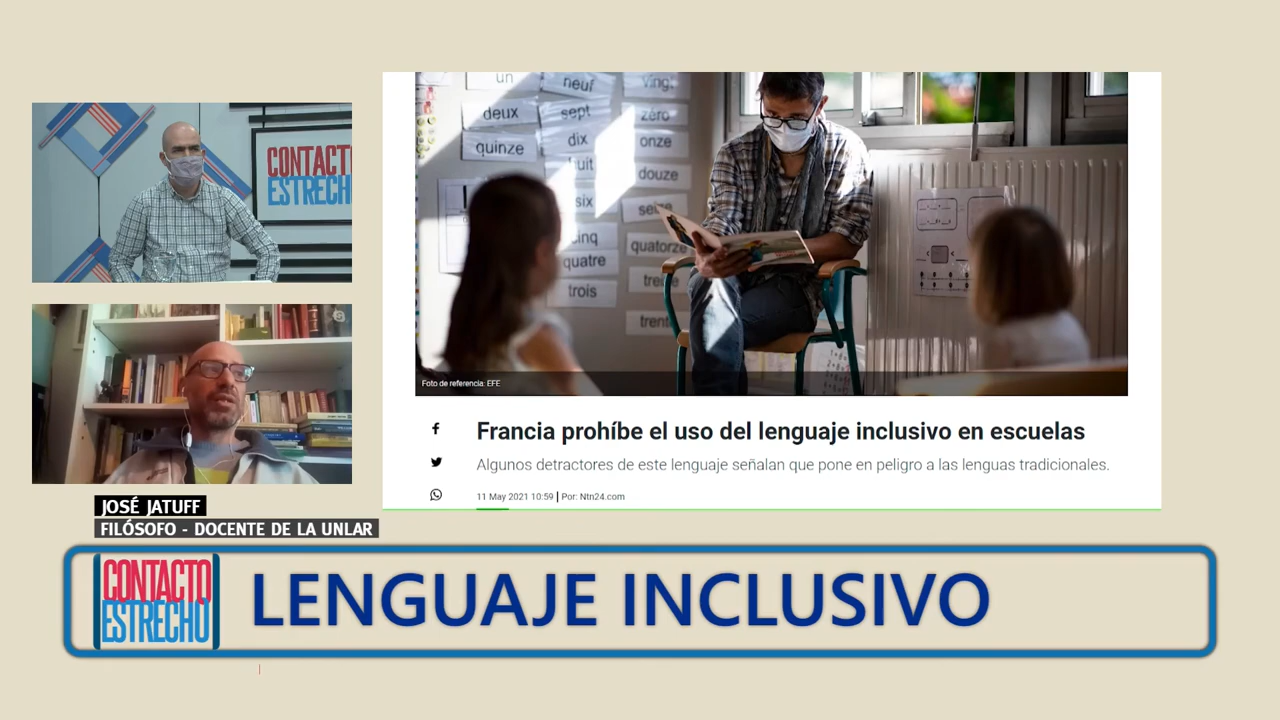 CONTACTO
ESTRECHO
JOSÉ JATUFF
FILÓSOFO - DOCENTE DE LA UNLAR
un
neuf
vingt
deux
sept
zéro
quinze
dix
onze
huit
douze
six
seize
cinq
quatorze
quatre
treize
trois
trente
Foto de referencia: EFE
Francia prohíbe el uso del lenguaje inclusivo en escuelas
Algunos detractores de este lenguaje señalan que pone en peligro a las lenguas tradicionales.
11 May 2021 10:59 | Por: Ntn24.com
CONTACTO
ESTRECHO
LENGUAJE INCLUSIVO